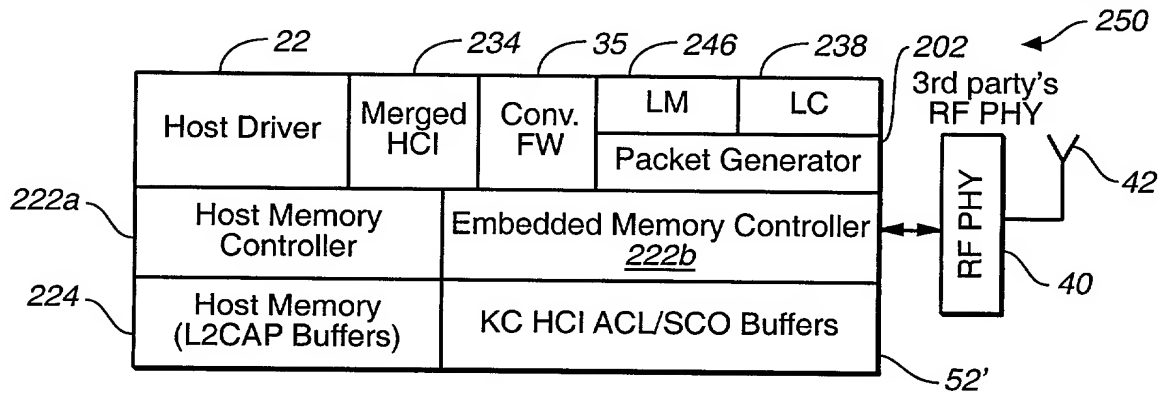 22
234
35
246
238
202
250
Host Driver
Merged
HCI
Conv.
FW
LM
LC
Packet Generator
3rd party's
RF PHY
42
222a
Host Memory
Controller
Embedded Memory Controller
222b
RF PHY
40
224
Host Memory
(L2CAP Buffers)
KC HCI ACL/SCO Buffers
52'